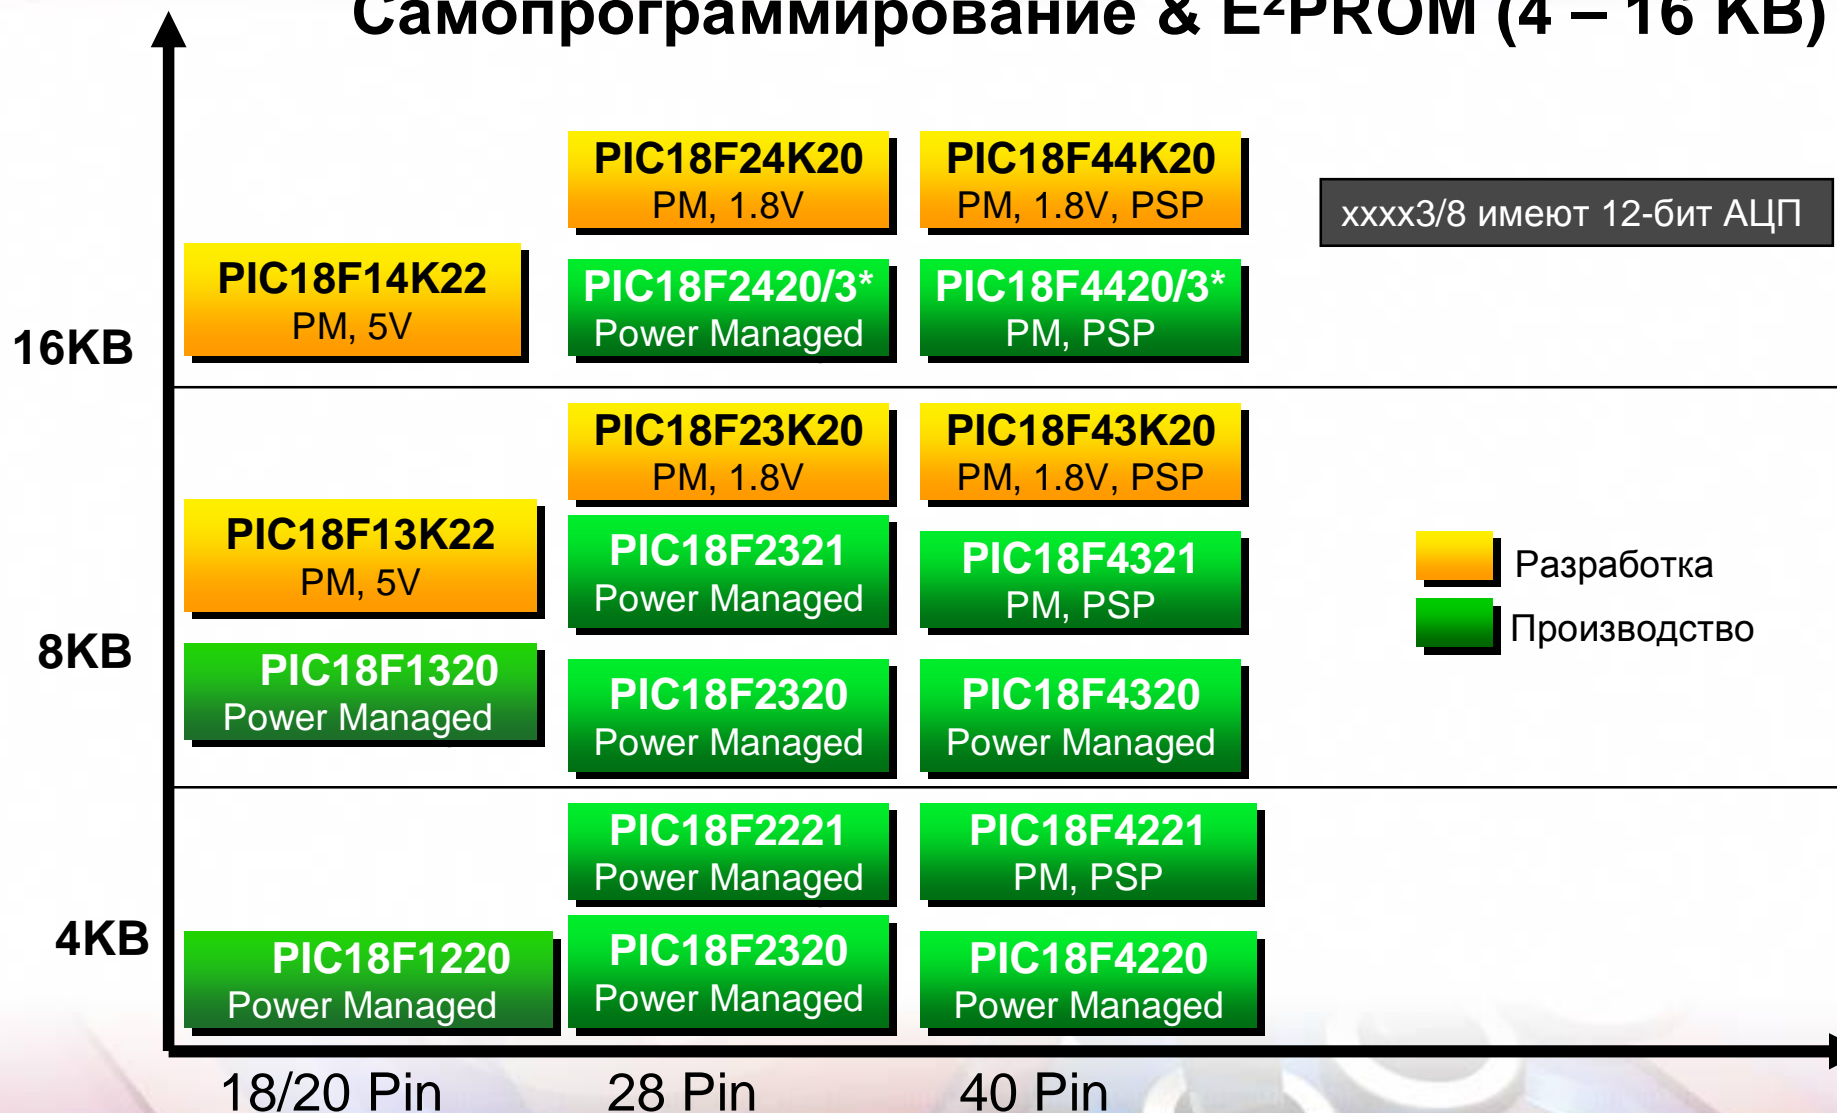 Самопрограммирование & E²PROM (4 – 16 KB)
PIC18F24K20
PM, 1.8V
PIC18F44K20
PM, 1.8V, PSP
xxxx3/8 имеют 12-бит АЦП
PIC18F14K22
PM, 5V
PIC18F2420/3*
Power Managed
PIC18F4420/3*
PM, PSP
16KB
PIC18F23K20
PM, 1.8V
PIC18F43K20
PM, 1.8V, PSP
PIC18F13K22
PM, 5V
PIC18F2321
Power Managed
PIC18F4321
PM, PSP
Разработка
Производство
8KB
PIC18F1320
Power Managed
PIC18F2320
Power Managed
PIC18F4320
Power Managed
PIC18F2221
Power Managed
PIC18F4221
PM, PSP
4KB
PIC18F1220
Power Managed
PIC18F2320
Power Managed
PIC18F4220
Power Managed
18/20 Pin
28 Pin
40 Pin